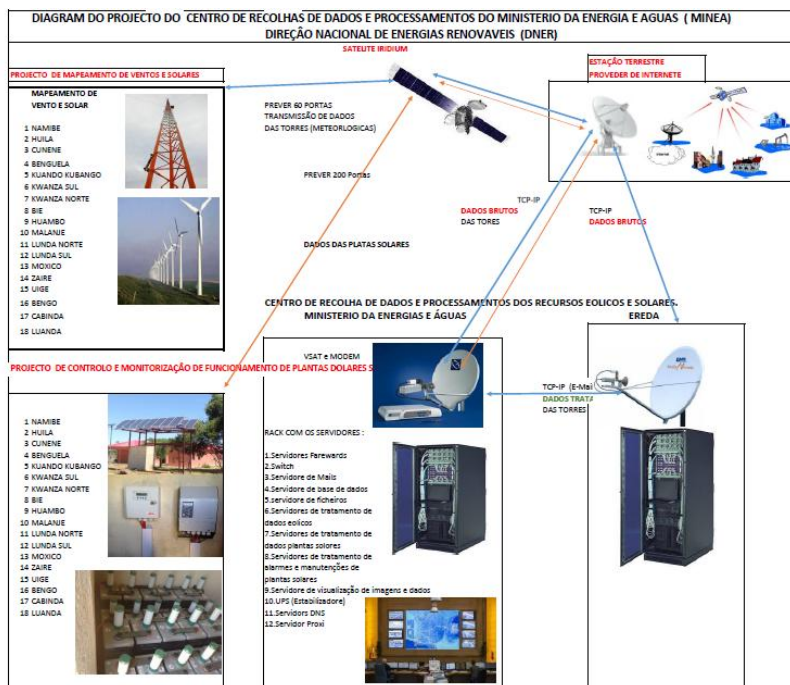 DIAGRAM DO PROJECTO DO CENTRO DE RECOLHAS DE DADOS E PROCESSAMENTOS DO MINISTERIO DA ENERGIA E AGUAS ( MINEA)
DIREÇÃO NACIONAL DE ENERGIAS RENOVAVEIS (DNER)
SATELITE IRIDIUM
ESTAÇÃO TERRESTRE
PROVEDER DE INTERNETE
PROJECTO DE MAPEAMENTO DE VENTOS E SOLARES
MAPEAMENTO DE
VENTO E SOLAR
1 NAMIBE
2 HUILA
3 CUNENE
4 BENGUELA
5 KUANDO KUBANGO
6 KWANZA SUL
7 KWANZA NORTE
8 BIE
9 HUAMBO
10 MALANJE
11 LUNDA NORTE
12 LUNDA SUL
13 MOXICO
14 ZAIRE
15 UIGE
16 BENGO
17 CABINDA
18 LUANDA
PREVER 60 PORTAS
TRANSMISSÃO DE DADOS
DAS TORRES (METEORLOGICAS)
PREVER 200 Portas
DADOS DAS PLATAS SOLARES
TCP-IP
DADOS BRUTOS
DAS TORES
TCP-IP
DADOS BRUTOS
CENTRO DE RECOLHA DE DADOS E PROCESSAMENTOS DOS RECURSOS EOLICOS E SOLARES.
MINISTERIO DA ENERGIAS E ÁGUAS
EREDA
PROJECTO DE CONTROLO E MONITORIZAÇÃO DE FUNCIONAMENTO DE PLANTAS DOLARES S
1 NAMIBE
2 HUILA
3 CUNENE
4 BENGUELA
5 KUANDO KUBANGO
6 KWANZA SUL
7 KWANZA NORTE
8 BIE
9 HUAMBO
10 MALANJE
11 LUNDA NORTE
12 LUNDA SUL
13 MOXICO
14 ZAIRE
15 UIGE
16 BENGO
17 CABINDA
18 LUANDA
VSAT e MODEM
RACK COM OS SERVIDORES :
1.Servidores Farewards
2.Switch
3.Servidore de Mails
4.Servidore de base de dados
5.servidore de ficheiros
6.Servidores de tratamento de
dados eolicos
7.Servidores de tratamento de
dados plantas solores
8.Servidores de tratamento de
alarmes e manutenções de
plantas solares
9.Servidore de visualização de imagens e dados
10.UPS (Estabilizadore)
11.Servidors DNS
12.Servidor Proxi
TCP-IP (E-Mai
DADOS TRATA
DAS TORRES